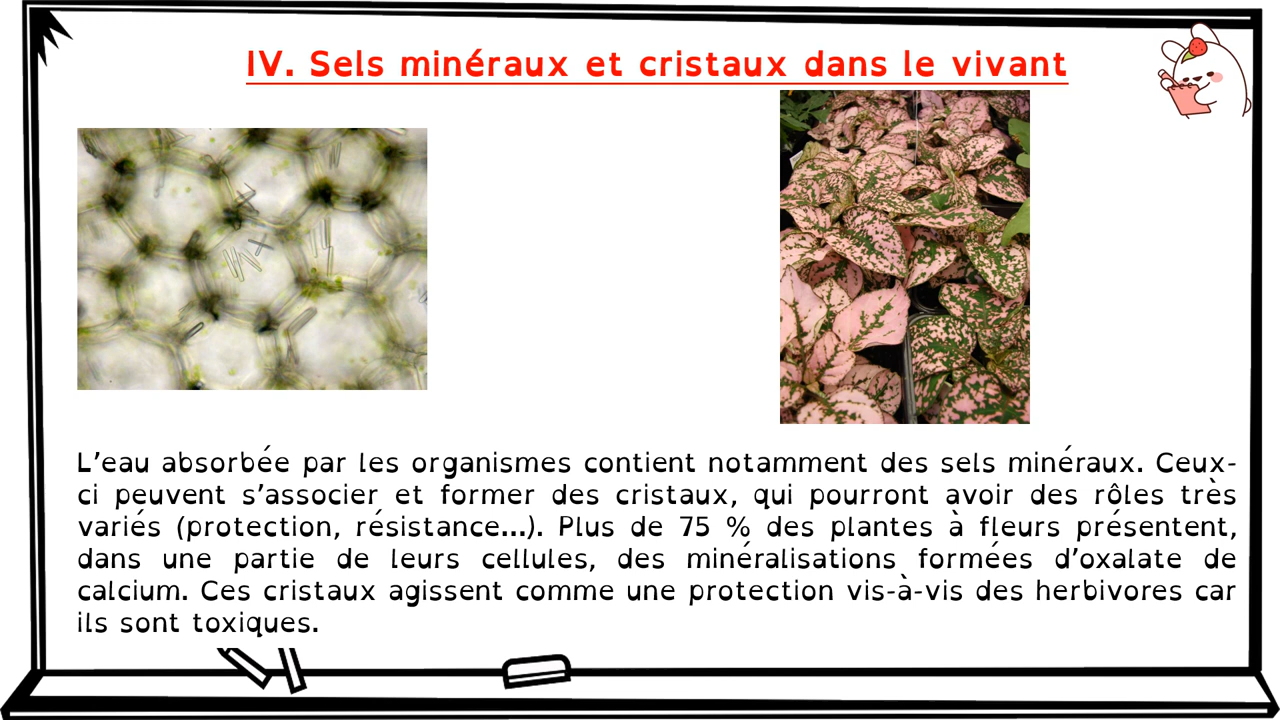 IV. Sels minéraux et cristaux dans le vivant
L'eau absorbée par les organismes contient notamment des sels minéraux. Ceux-
ci peuvent s'associer et former des cristaux, qui pourront avoir des rôles très
variés (protection, résistance...). Plus de 75 % des plantes à fleurs présentent,
dans une partie de leurs cellules, des minéralisations formées d'oxalate de
calcium. Ces cristaux agissent comme une protection vis-à-vis des herbivores car
ils sont toxiques.